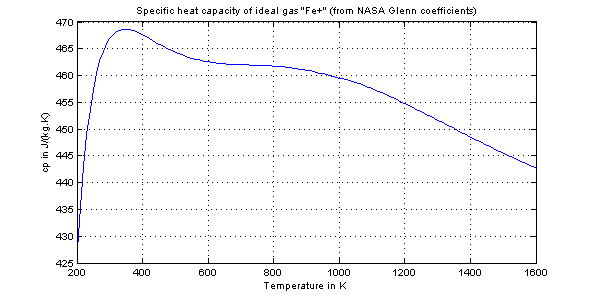 Specific heat capacity of ideal gas "Fe+" (from NASA Glenn coefficients)
470
465
460
455
450
445
440
435
430
425
cp in J/(kg.K)
200 400 600 800 1000 1200 1400 1600
Temperature in K